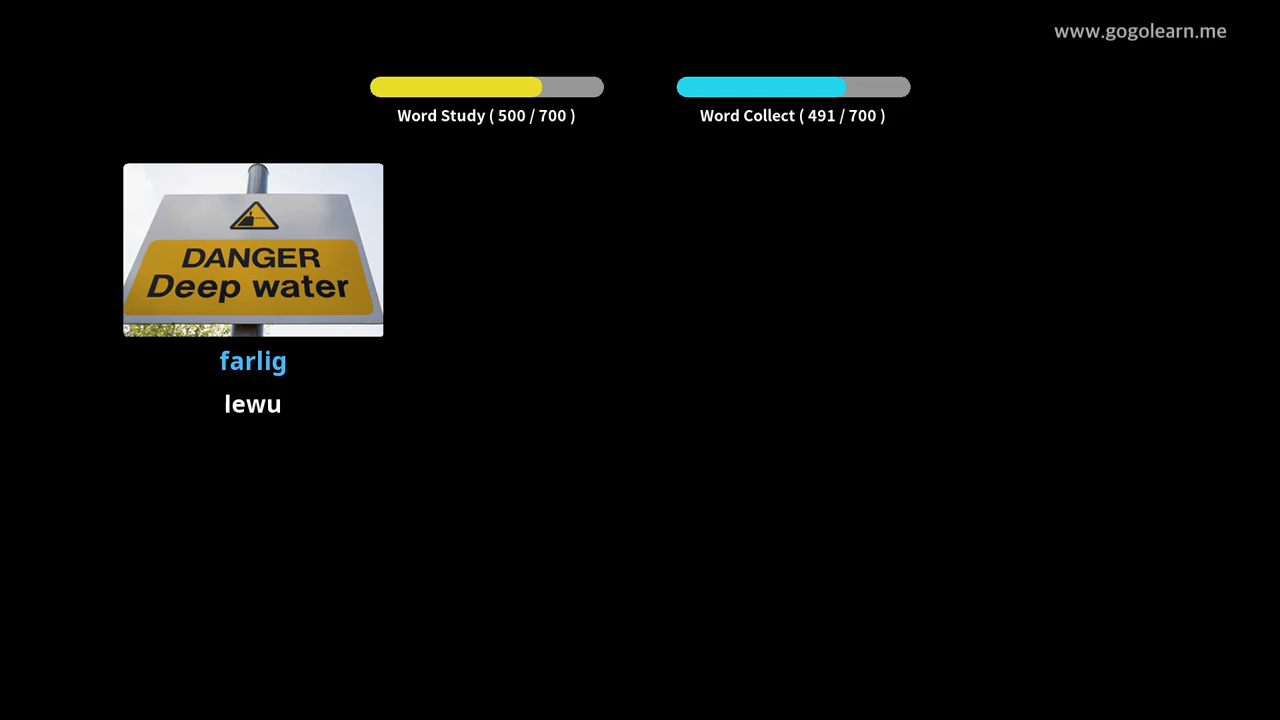 www.gogolearn.me
Word Study ( 500 / 700 )
Word Collect ( 491 / 700 )
DANGER
Deep water
farlig
lewu